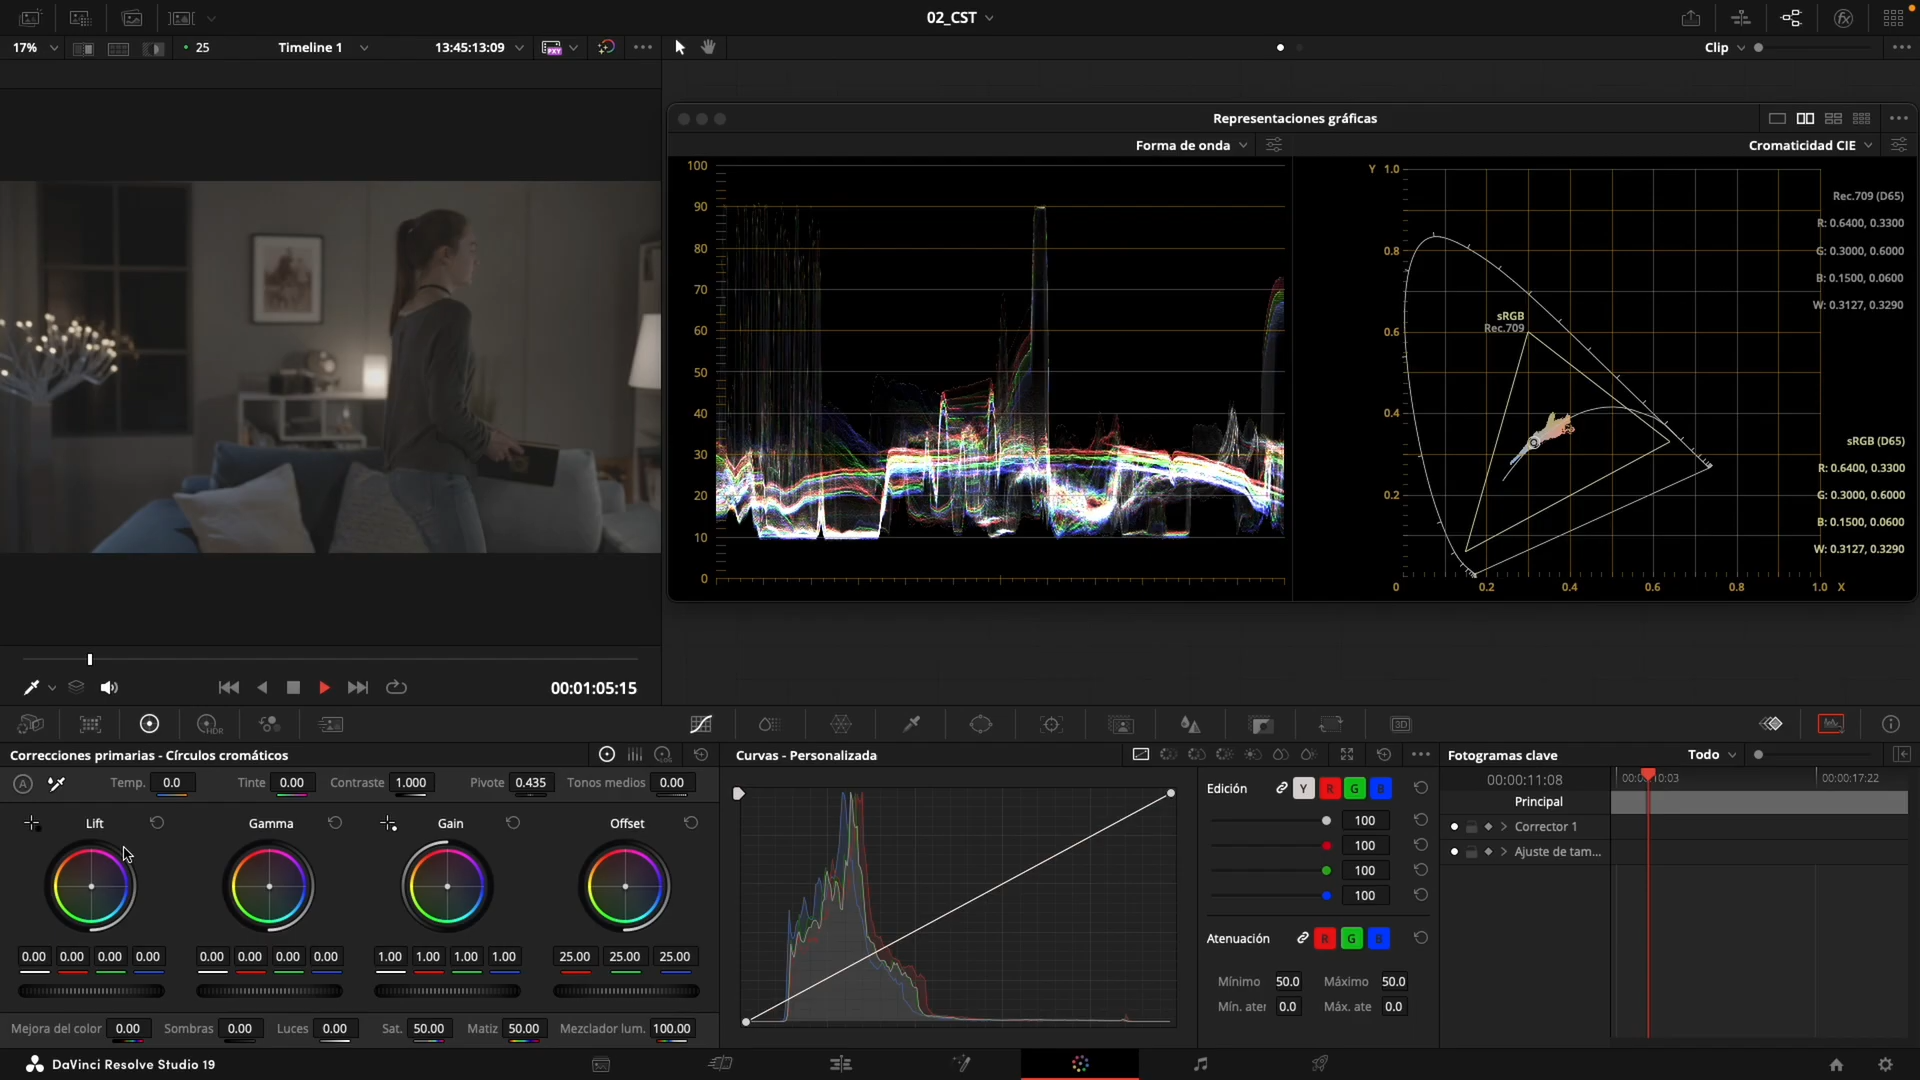 02_CST
17%
25
Timeline 1
13:45:13:09
PXY
Clip
Representaciones gráficas
Forma de onda
Cromaticidad CIE
100
90
80
70
60
50
40
30
20
10
0
Y 1.0
0.8
0.6
0.4
0.2
0
0.2
0.4
0.6
0.8
1.0 X
sRGB
Rec.709
Rec.709 (D65)
R: 0.6400, 0.3300
G: 0.3000, 0.6000
B: 0.1500, 0.0600
W: 0.3127, 0.3290
sRGB (D65)
R: 0.6400, 0.3300
G: 0.3000, 0.6000
B: 0.1500, 0.0600
W: 0.3127, 0.3290
00:01:05:15
HDR
3D
Correcciones primarias - Círculos cromáticos
Temp. 0.0
Tinte 0.00
Contraste 1.000
Pivote 0.435
Tonos medios 0.00
Lift
Gamma
Gain
Offset
0.00 0.00 0.00 0.00
0.00 0.00 0.00 0.00
1.00 1.00 1.00 1.00
25.00 25.00 25.00
Mejora del color 0.00
Sombras 0.00
Luces 0.00
Sat. 50.00
Matiz 50.00
Mezclador lum. 100.00
Curvas - Personalizada
Edición
Y R G B
100
100
100
100
Atenuación
R G B
Mínimo 50.0 Máximo 50.0
Mín. ater 0.0 Máx. ate 0.0
Fotogramas clave
Todo
00:00:11:08
00:00:17:22
Principal
Corrector 1
Ajuste de tam...
DaVinci Resolve Studio 19